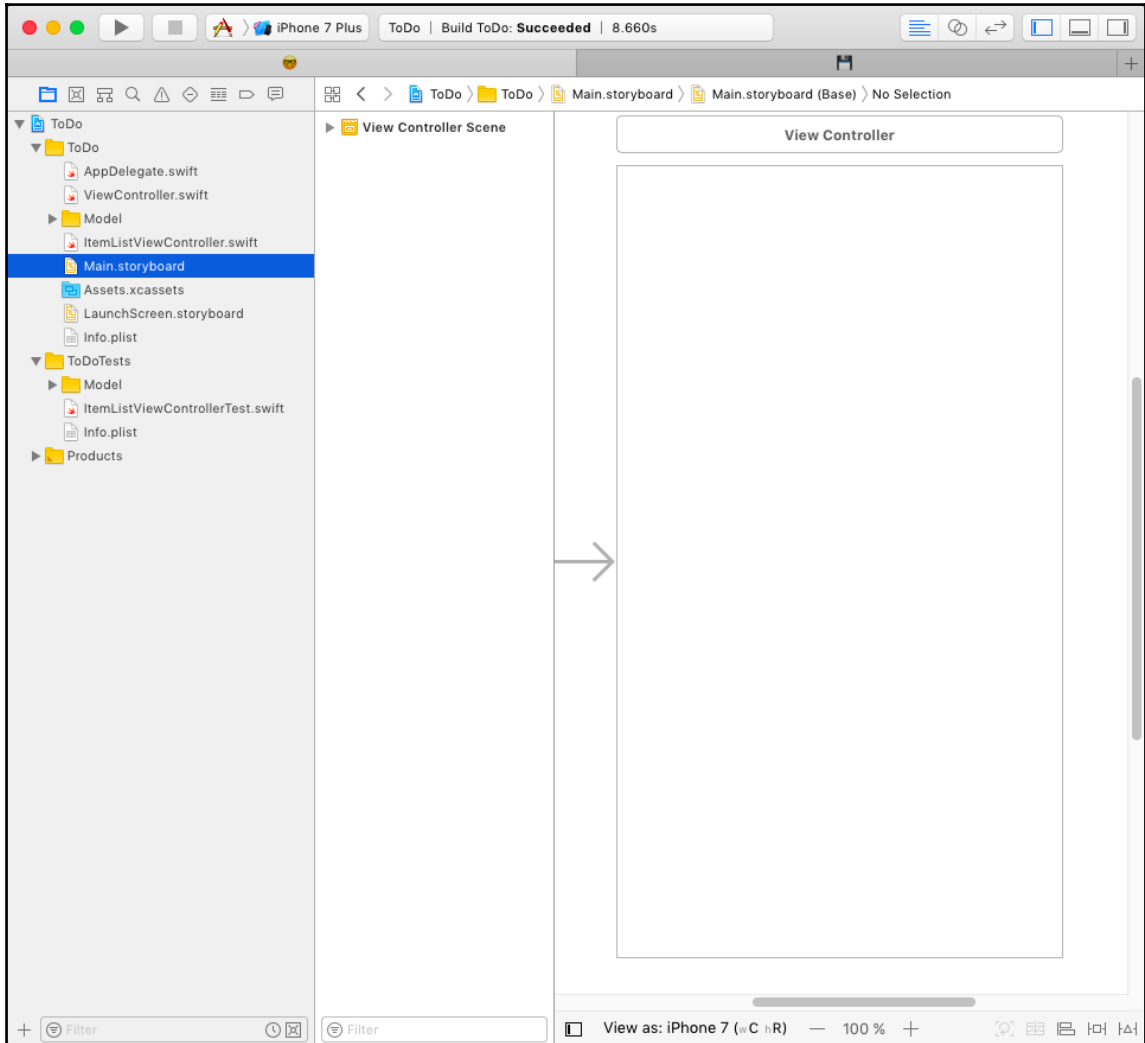 iPhone 7 Plus
ToDo | Build ToDo: Succeeded | 8.660s
ToDo 〉 ToDo 〉 Main.storyboard 〉 Main.storyboard (Base) 〉 No Selection
ToDo
ToDo
AppDelegate.swift
ViewController.swift
Model
ItemListViewController.swift
Main.storyboard
Assets.xcassets
LaunchScreen.storyboard
Info.plist
ToDoTests
Model
ItemListViewControllerTest.swift
Info.plist
Products
Filter
View Controller Scene
Filter
View Controller
View as: iPhone 7 (wC hR) — 100 % +